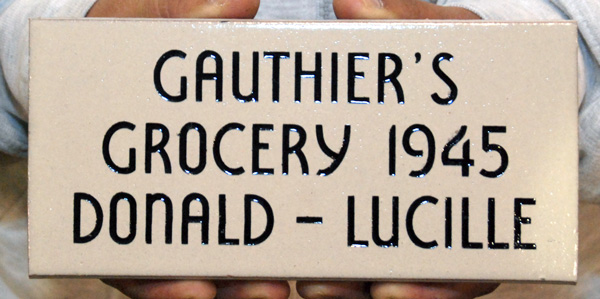 GAUTHIER'S
GROCERY 1945
DONALD - LUCILLE